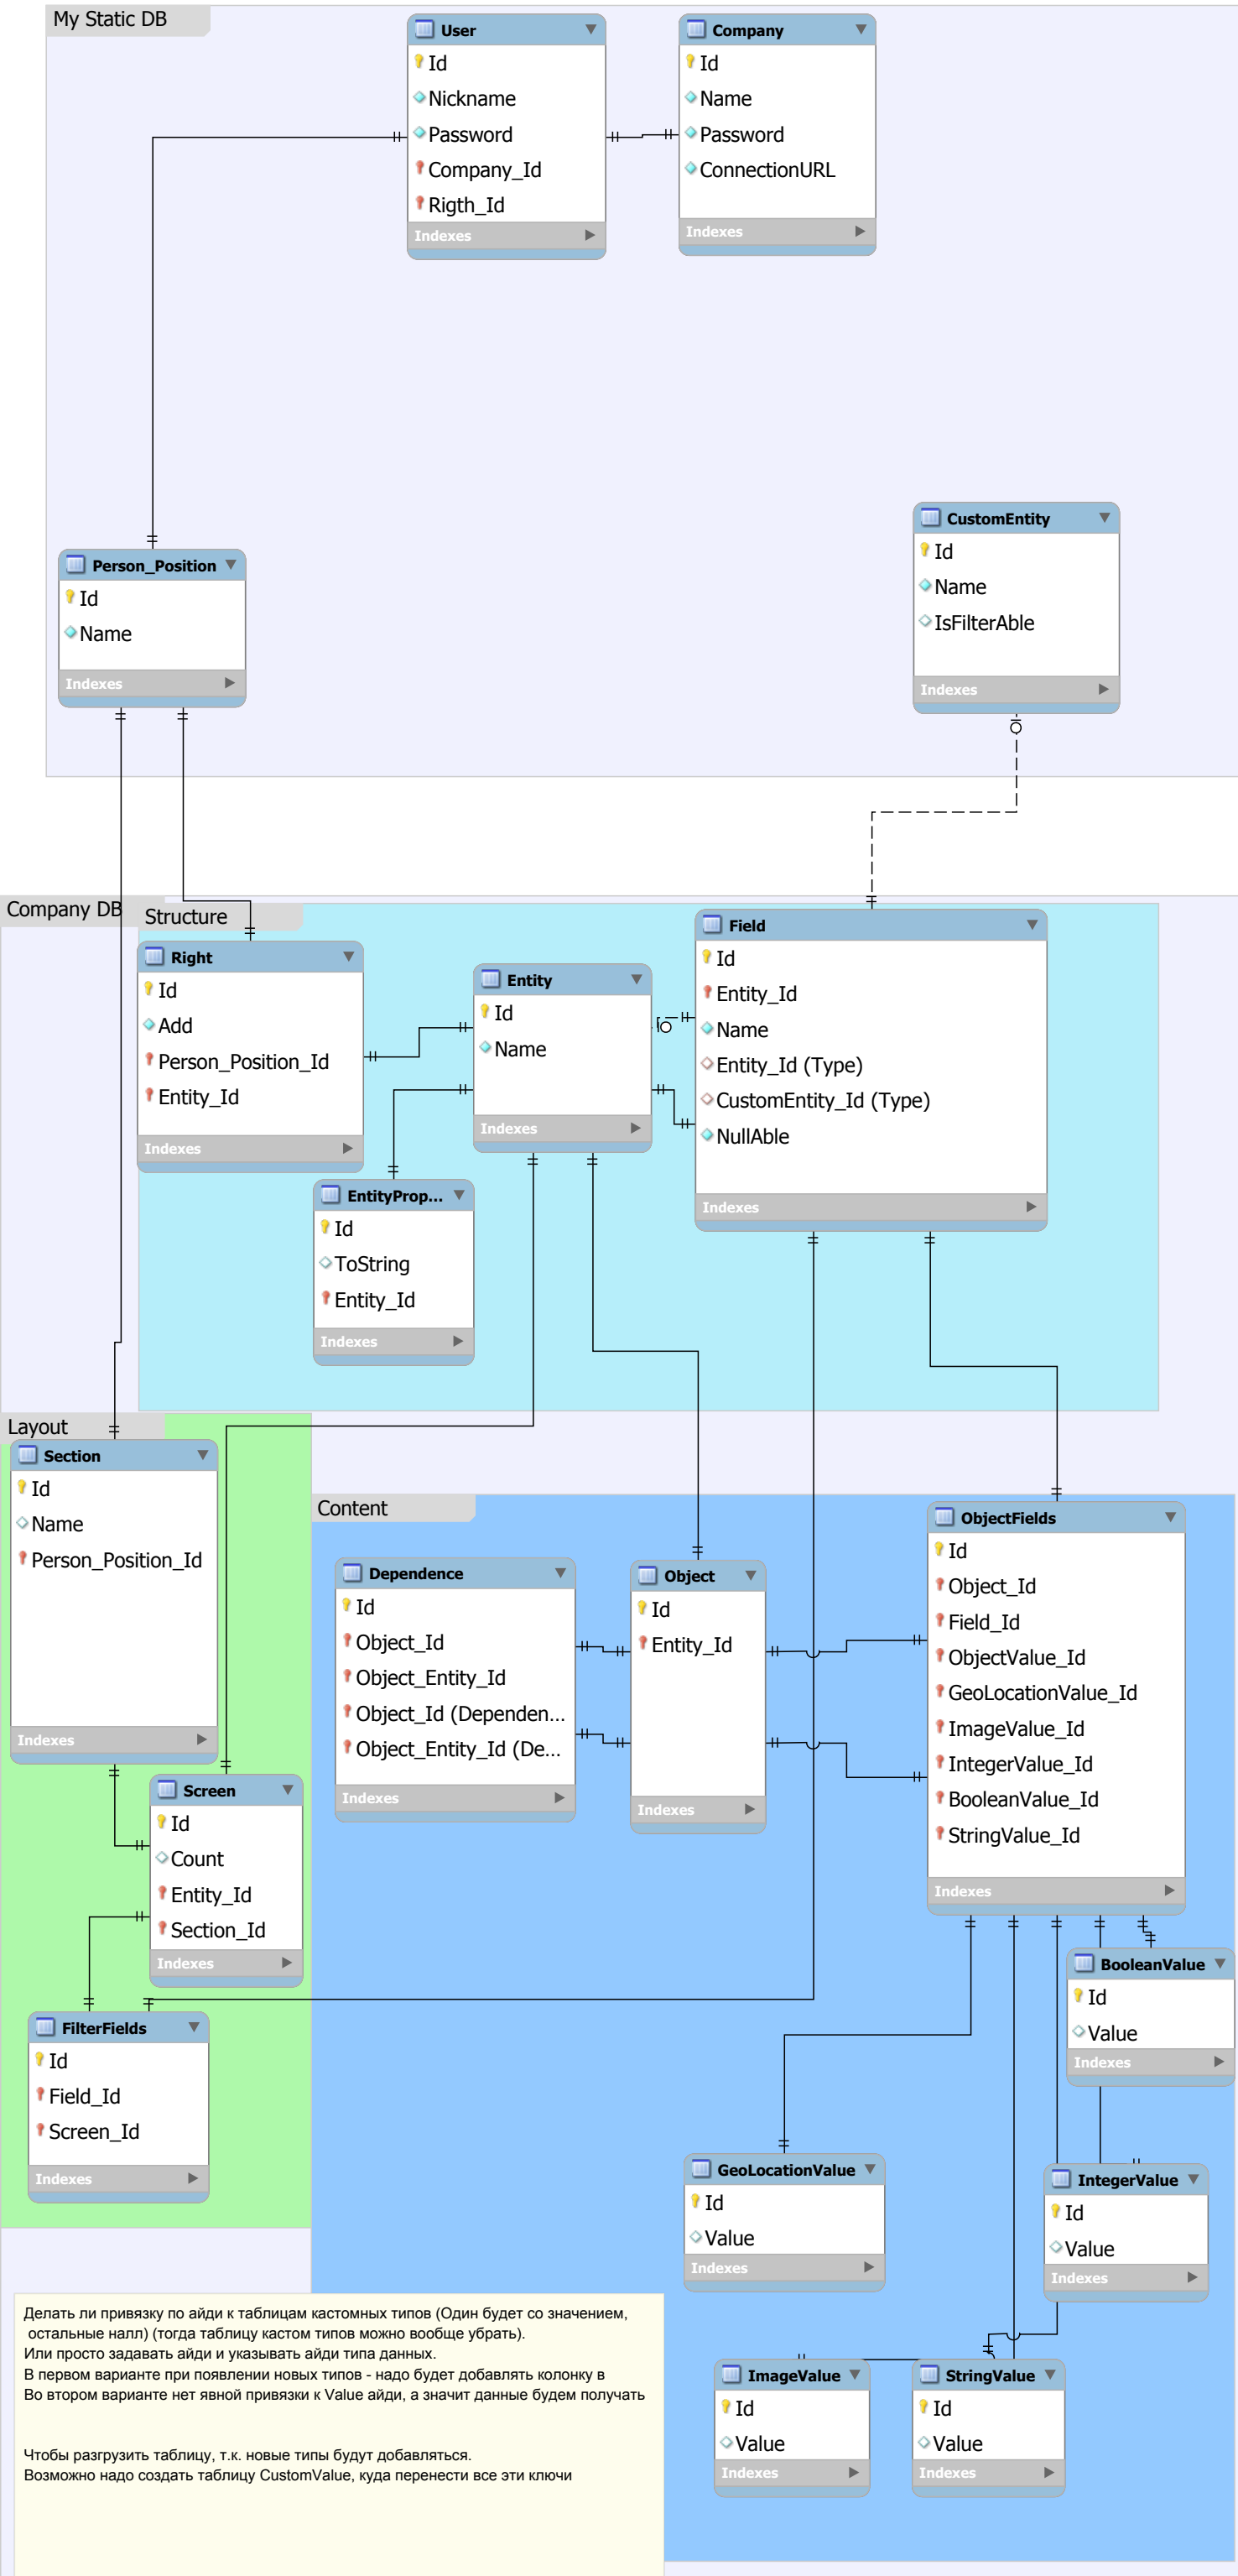 My Static DB
User
Id
Nickname
Password
Company_Id
Rigth_Id
Indexes
Company
Id
Name
Password
ConnectionURL
Indexes
Person_Position
Id
Name
Indexes
CustomEntity
Id
Name
IsFilterAble
Indexes
Company DB
Structure
Right
Id
Add
Person_Position_Id
Entity_Id
Indexes
Entity
Id
Name
Indexes
Field
Id
Entity_Id
Name
Entity_Id (Type)
CustomEntity_Id (Type)
NullAble
Indexes
EntityProp...
Id
ToString
Entity_Id
Indexes
Layout
Section
Id
Name
Person_Position_Id
Indexes
Screen
Id
Count
Entity_Id
Section_Id
Indexes
FilterFields
Id
Field_Id
Screen_Id
Indexes
Content
Dependence
Id
Object_Id
Object_Entity_Id
Object_Id (Dependen...
Object_Entity_Id (De...
Indexes
Object
Id
Entity_Id
Indexes
ObjectFields
Id
Object_Id
Field_Id
ObjectValue_Id
GeoLocationValue_Id
ImageValue_Id
IntegerValue_Id
BooleanValue_Id
StringValue_Id
Indexes
BooleanValue
Id
Value
Indexes
GeoLocationValue
Id
Value
Indexes
IntegerValue
Id
Value
Indexes
ImageValue
Id
Value
Indexes
StringValue
Id
Value
Indexes
Делать ли привязку по айди к таблицам кастомных типов (Один будет со значением,
остальные налл) (тогда таблицу кастом типов можно вообще убрать).
Или просто задавать айди и указывать айди типа данных.
В первом варианте при появлении новых типов - надо будет добавлять колонку в
Во втором варианте нет явной привязки к Value айди, а значит данные будем получать
Чтобы разгрузить таблицу, т.к. новые типы будут добавляться.
Возможно надо создать таблицу CustomValue, куда перенести все эти ключи